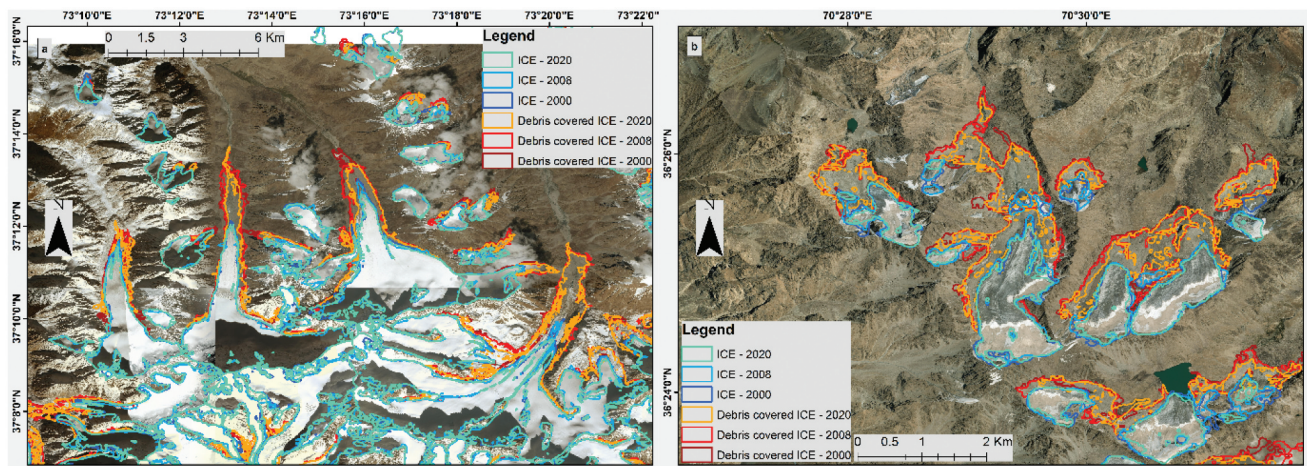 73°10'0"E 73°12'0"E 73°14'0"E 73°16'0"E 73°18'0"E 73°20'0"E 73°22'0"E
37°16'0"N
37°14'0"N
37°12'0"N
37°10'0"N
37°8'0"N
a
0 1.5 3 6 Km
Legend
ICE - 2020
ICE - 2008
ICE - 2000
Debris covered ICE - 2020
Debris covered ICE - 2008
Debris covered ICE - 2000
Z
70°28'0"E 70°30'0"E
36°26'0"N
36°24'0"N
b
Z
Legend
ICE - 2020
ICE - 2008
ICE - 2000
Debris covered ICE - 2020
Debris covered ICE - 2008
Debris covered ICE - 2000
0 0.5 1 2 Km